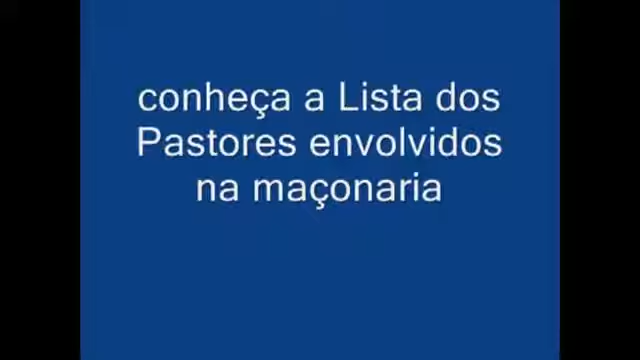 conheça a Lista dos
Pastores envolvidos
na maçonaria